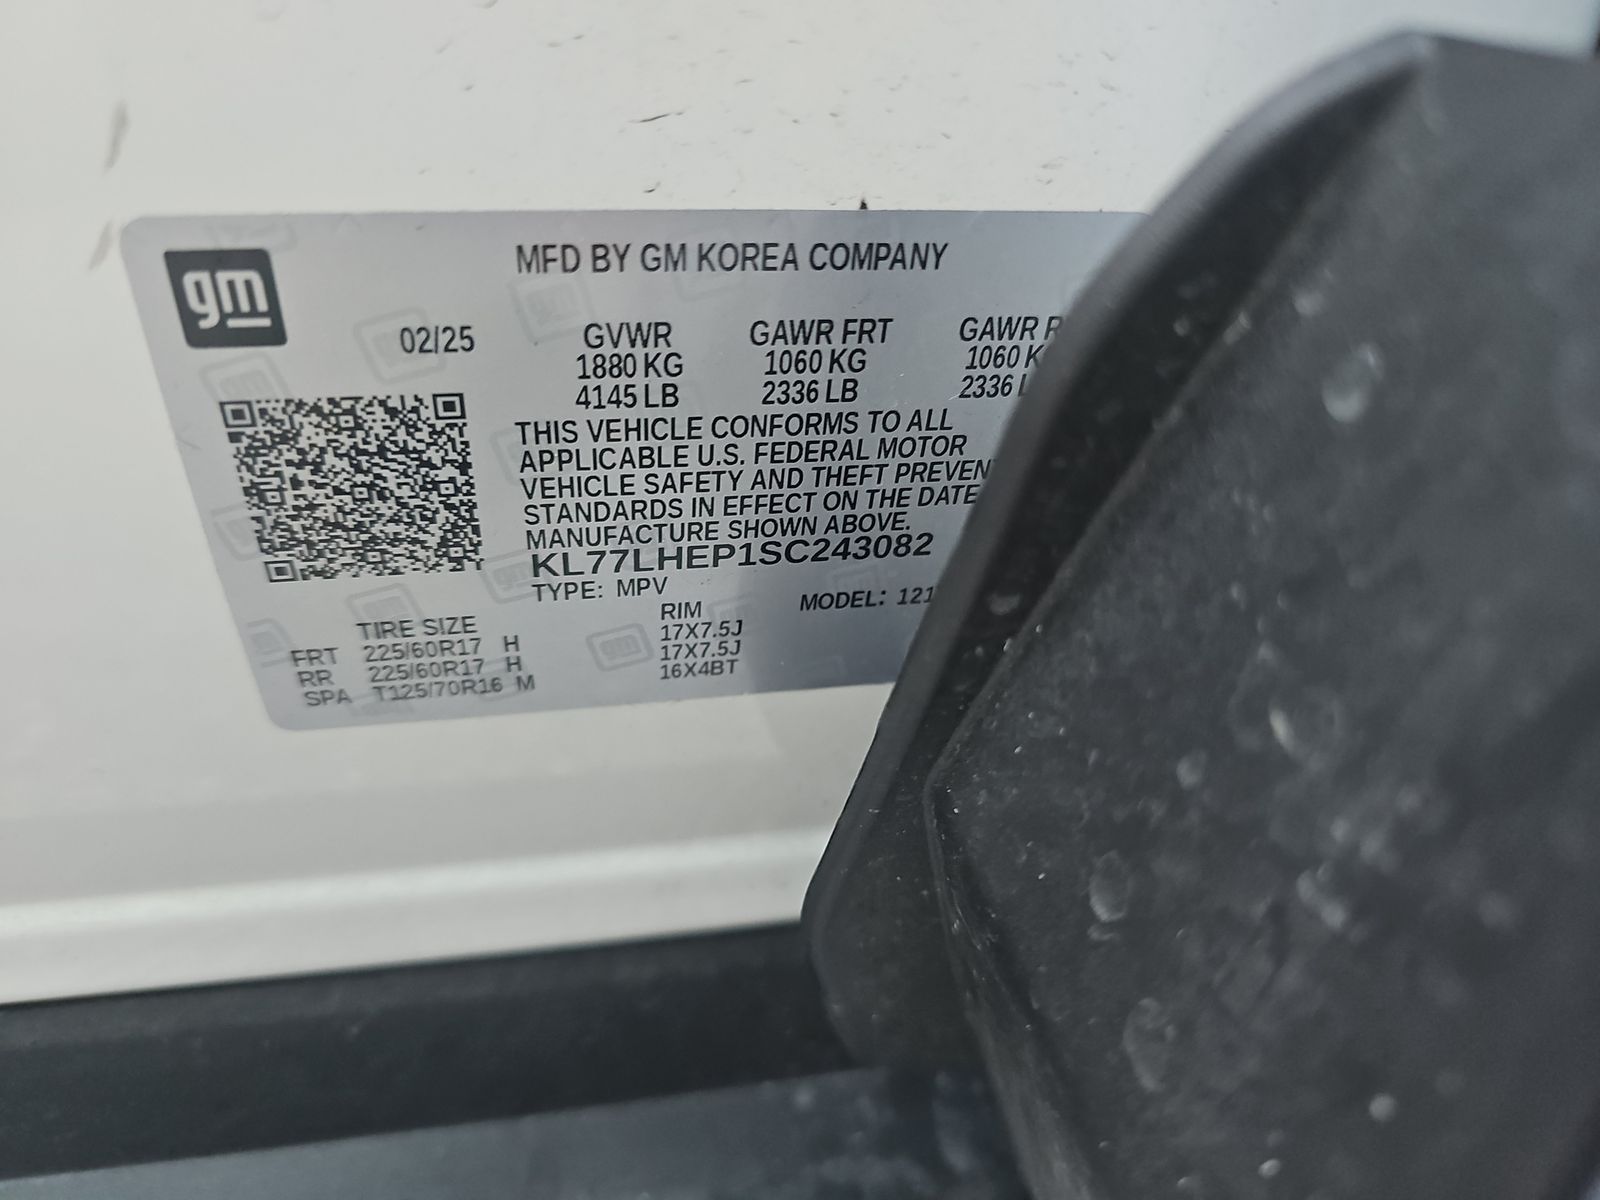 gm
MFD BY GM KOREA COMPANY
02/25 GVWR GAWR FRT GAWR
1880 KG 1060 KG 1060
4145 LB 2336 LB 2336
THIS VEHICLE CONFORMS TO ALL
APPLICABLE U.S. FEDERAL MOTOR
VEHICLE SAFETY AND THEFT PREVEN
STANDARDS IN EFFECT ON THE DATE
MANUFACTURE SHOWN ABOVE.
KL77LHEP1SC243082
TYPE: MPV MODEL: 121
TIRE SIZE RIM
FRT 225/60R17 H 17X7.5J
RR 225/60R17 H 17X7.5J
SPA T125/70R16 M 16X4BT